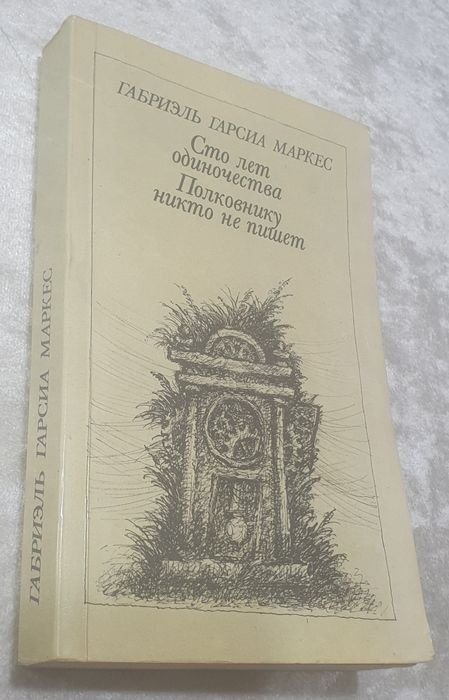 ГАБРИЭЛЬ ГАРСИА МАРКЕС
Сто лет
одиночества
Полковнику
никто не пишет
ГАБРИЭЛЬ ГАРСИА МАРКЕС